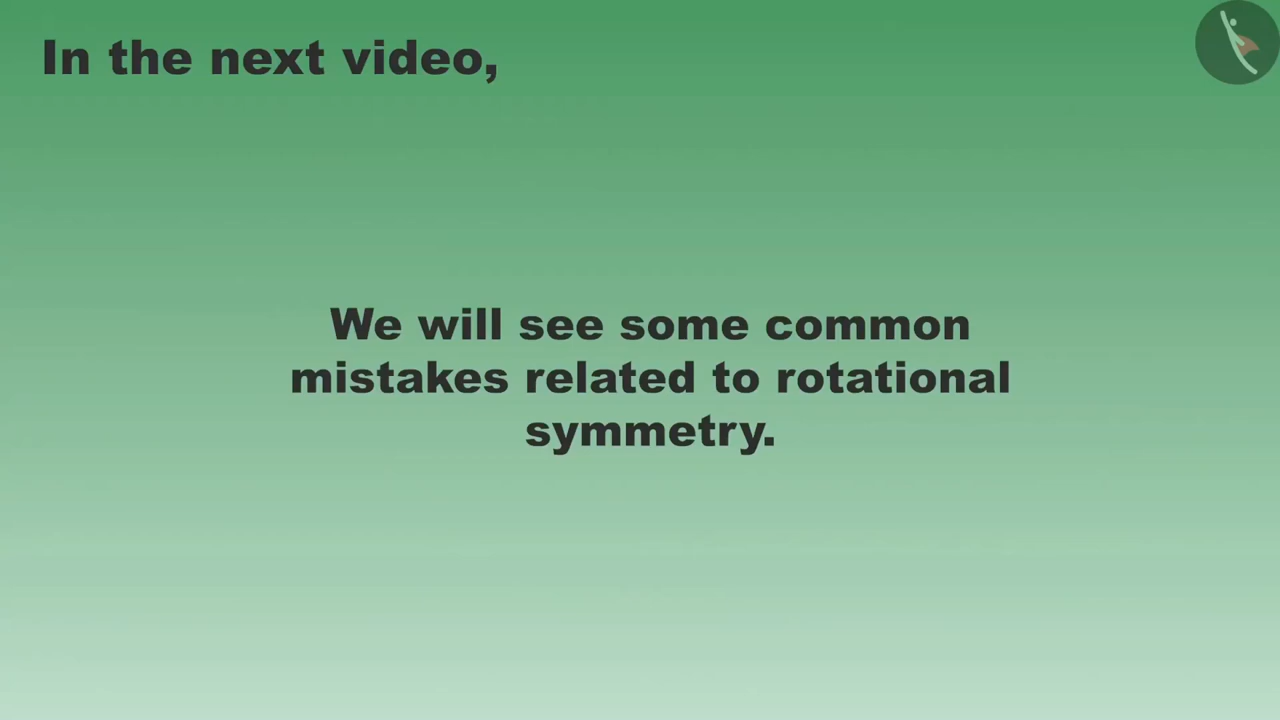 In the next video,
We will see some common
mistakes related to rotational
symmetry.